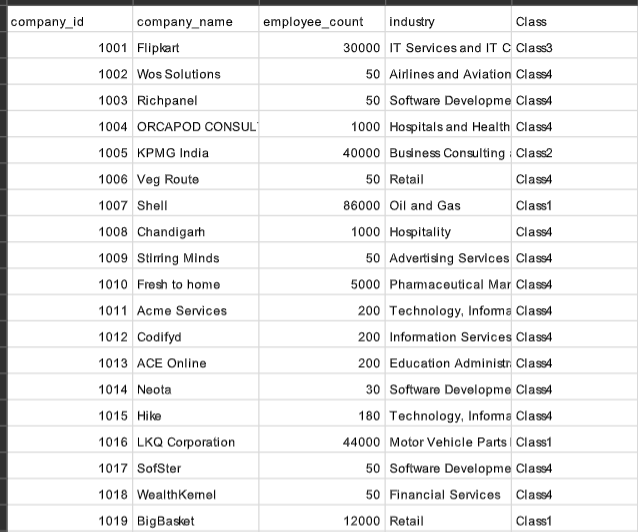 company_id company_name employee_count industry Class
1001 Flipkart 30000 IT Services and IT C Class3
1002 Wos Solutions 50 Airlines and Aviation Class4
1003 Richpanel 50 Software Developme Class4
1004 ORCAPOD CONSUL 1000 Hospitals and Health Class4
1005 KPMG India 40000 Business Consulting Class2
1006 Veg Route 50 Retail Class4
1007 Shell 86000 Oil and Gas Class1
1008 Chandigarh 1000 Hospitality Class4
1009 Stirring Minds 50 Advertising Services Class4
1010 Fresh to home 5000 Pharmaceutical Mar Class4
1011 Acme Services 200 Technology, Informa Class4
1012 Codifyd 200 Information Services Class4
1013 ACE Online 200 Education Administr Class4
1014 Neota 30 Software Developme Class4
1015 Hike 180 Technology, Informa Class4
1016 LKQ Corporation 44000 Motor Vehicle Parts Class1
1017 SofSter 50 Software Developme Class4
1018 WealthKernel 50 Financial Services Class4
1019 BigBasket 12000 Retail Class1